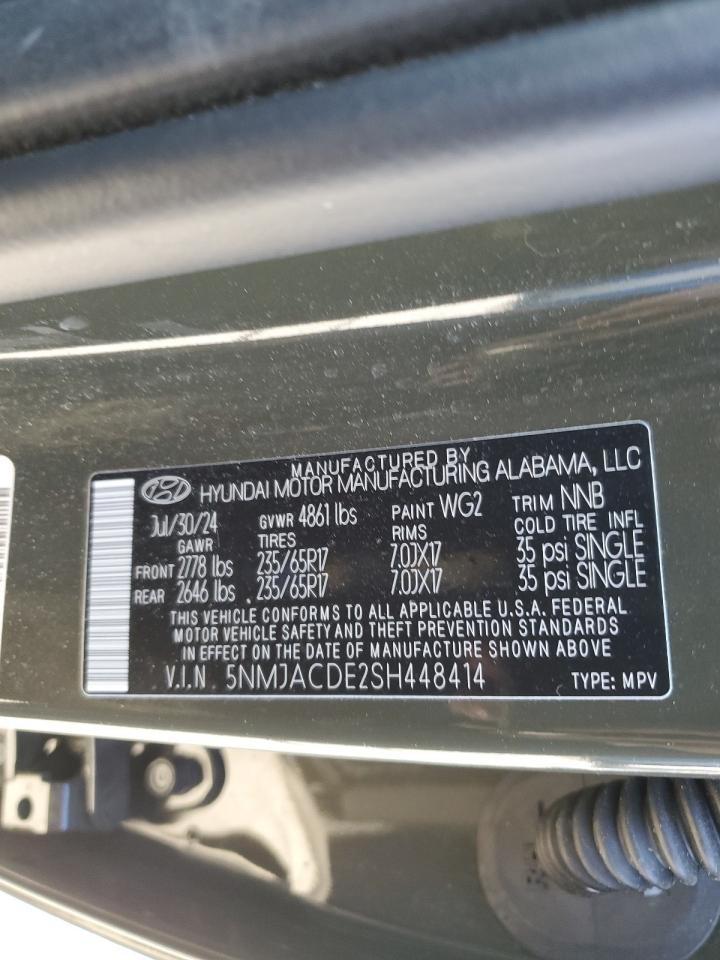 MANUFACTURED BY
HYUNDAI MOTOR MANUFACTURING ALABAMA, LLC
Jul/30/24 GVWR 4861 lbs PAINT WG2 TRIM NNB
GAWR TIRES RIMS COLD TIRE INFL
FRONT 2778 lbs 235/65R17 7.0JX17 35 psi SINGLE
REAR 2646 lbs 235/65R17 7.0JX17 35 psi SINGLE
THIS VEHICLE CONFORMS TO ALL APPLICABLE U.S.A. FEDERAL
MOTOR VEHICLE SAFETY AND THEFT PREVENTION STANDARDS
IN EFFECT ON THE DATE OF MANUFACTURE SHOWN ABOVE
V.I.N. 5NMJACDE2SH448414 TYPE: MPV